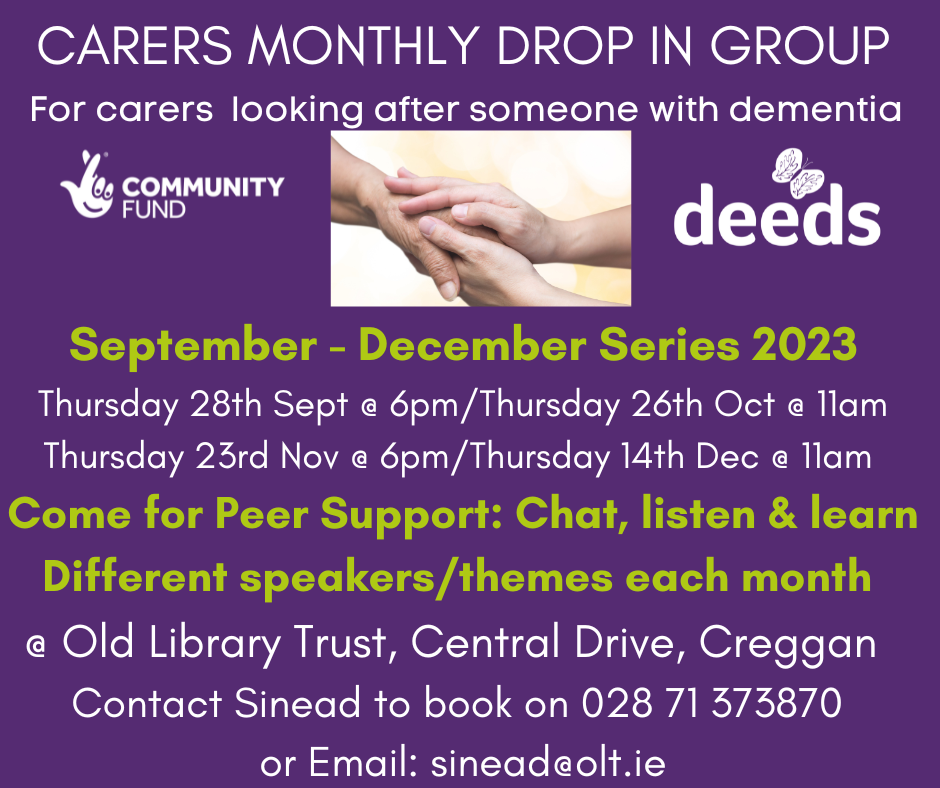 CARERS MONTHLY DROP IN GROUP
For carers looking after someone with dementia
COMMUNITY
FUND
deeds
September - December Series 2023
Thursday 28th Sept @ 6pm/Thursday 26th Oct @ 11am
Thursday 23rd Nov @ 6pm/Thursday 14th Dec @ 11am
Come for Peer Support: Chat, listen & learn
Different speakers/themes each month
@ Old Library Trust, Central Drive, Creggan
Contact Sinead to book on 028 71 373870
or Email: sinead@olt.ie